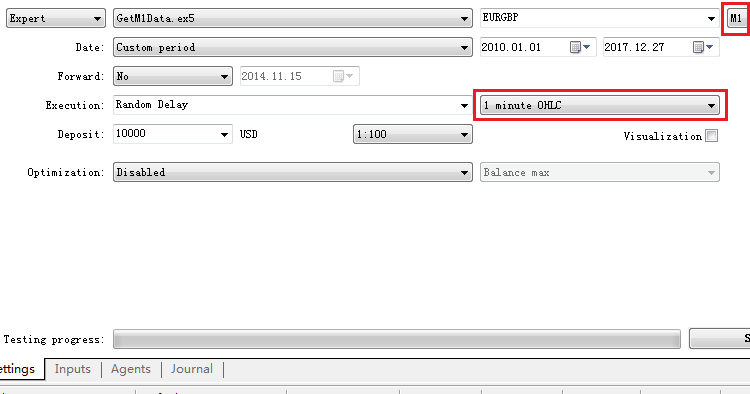 Expert GetM1Data.ex5 EURGBP M1
Date: Custom period 2010.01.01 2017.12.27
Forward: No 2014.11.15
Execution: Random Delay 1 minute OHLC
Deposit: 10000 USD 1:100 Visualization
Optimization: Disabled Balance max
Testing progress: S
ettings Inputs Agents Journal